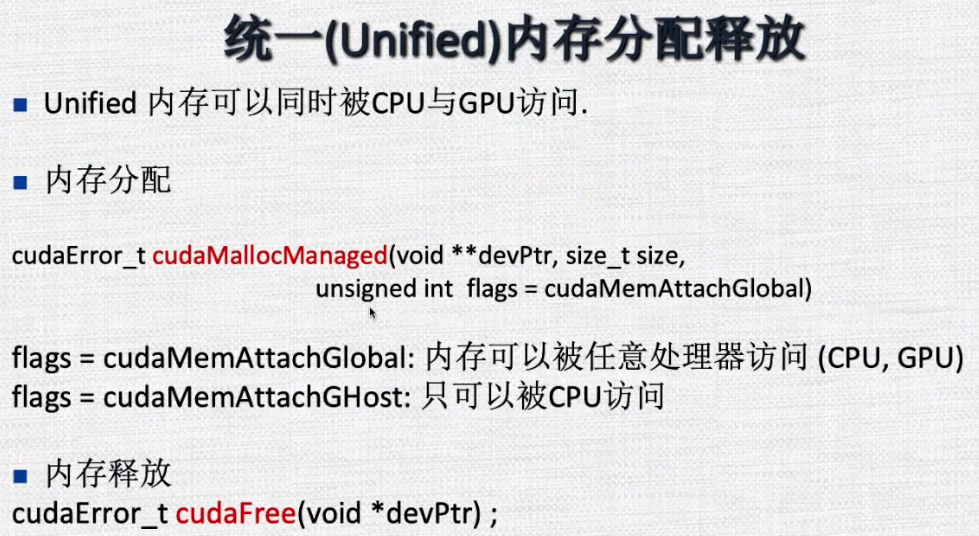 统一(Unified)内存分配释放
Unified 内存可以同时被CPU与GPU访问.
内存分配
cudaError_t cudaMallocManaged(void **devPtr, size_t size,
unsigned int flags = cudaMemAttachGlobal)
flags = cudaMemAttachGlobal: 内存可以被任意处理器访问 (CPU, GPU)
flags = cudaMemAttachGHost: 只可以被CPU访问
内存释放
cudaError_t cudaFree(void *devPtr) ;